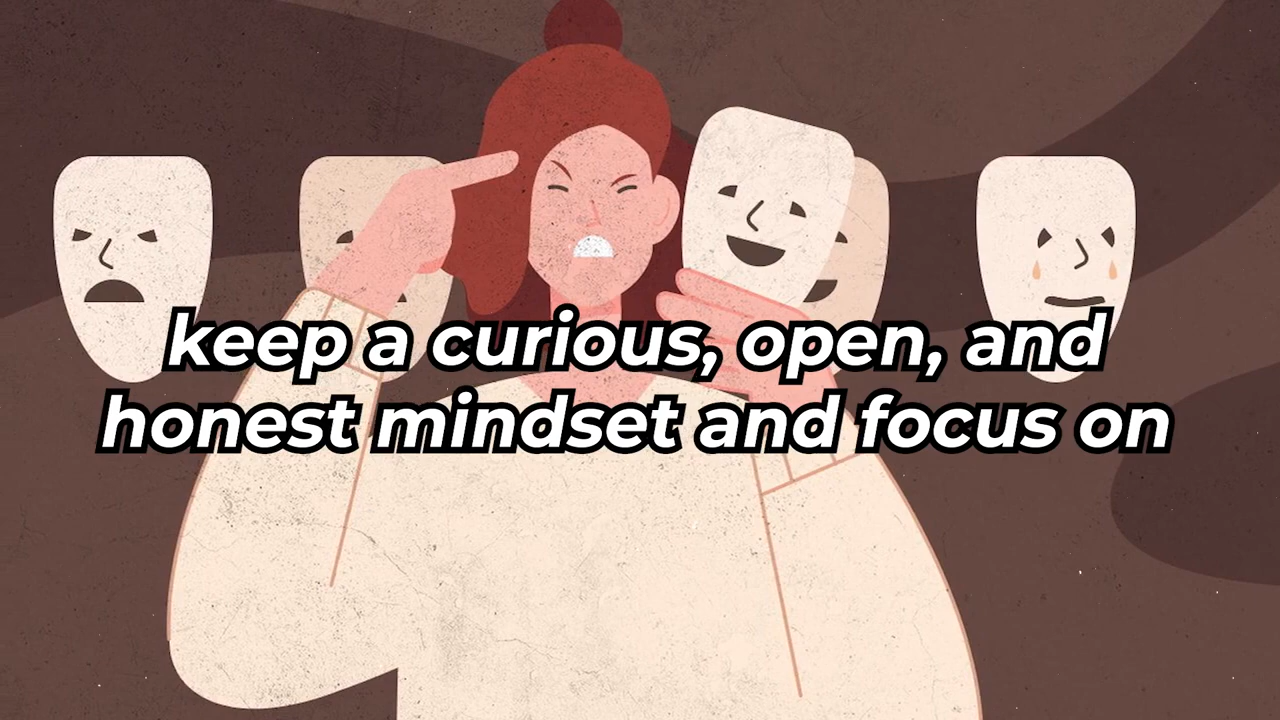 keep a curious, open, and
honest mindset and focus on